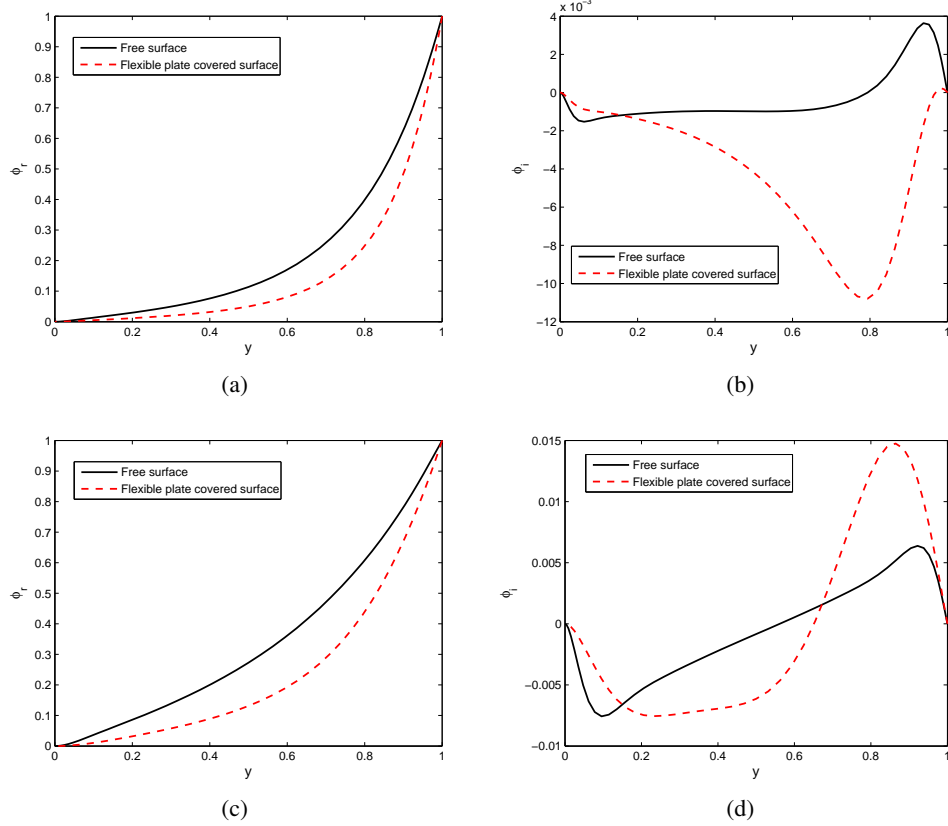 1
0.9
0.8
0.7
0.6
0.5
0.4
0.3
0.2
0.1
0
ϕr
Free surface
Flexible plate covered surface
0 0.2 0.4 0.6 0.8 1
y
(a)
x 10⁻³
4
2
0
−2
−4
−6
−8
−10
−12
ϕi
Free surface
Flexible plate covered surface
0 0.2 0.4 0.6 0.8 1
y
(b)
1
0.9
0.8
0.7
0.6
0.5
0.4
0.3
0.2
0.1
0
ϕr
Free surface
Flexible plate covered surface
0 0.2 0.4 0.6 0.8 1
y
(c)
0.015
0.01
0.005
0
−0.005
−0.01
ϕi
Free surface
Flexible plate covered surface
0 0.2 0.4 0.6 0.8 1
y
(d)